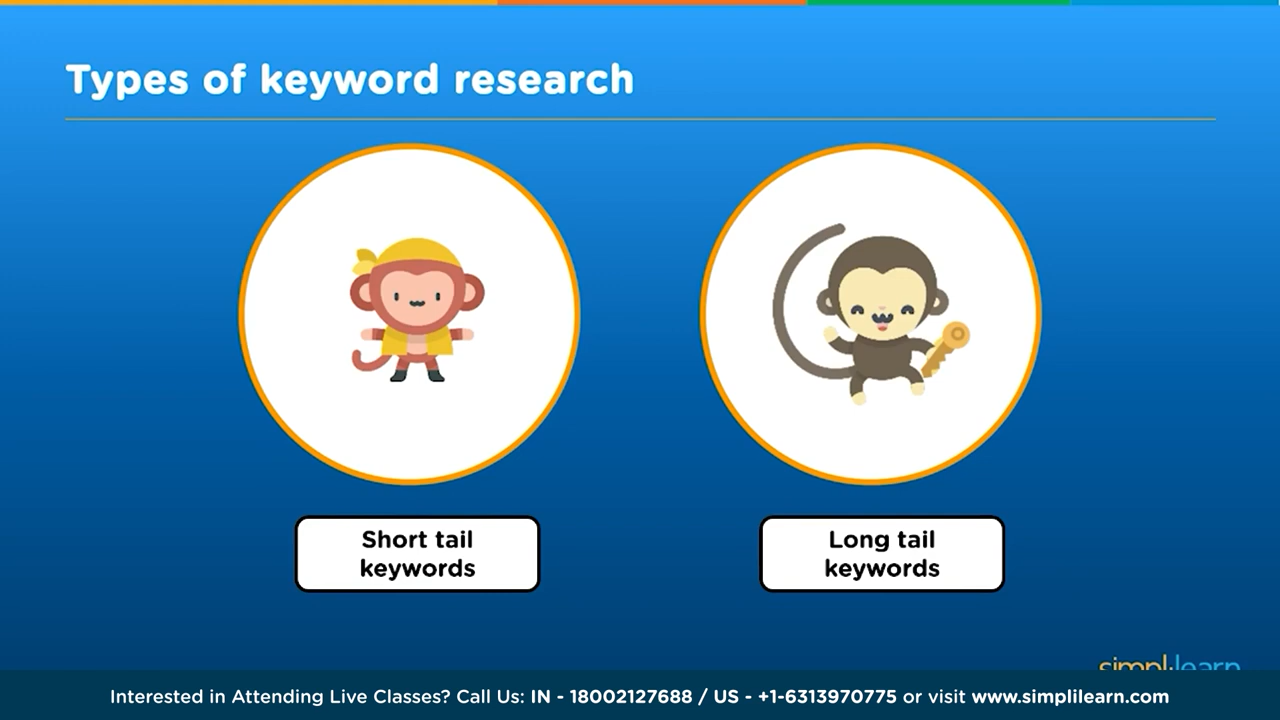 Types of keyword research
Short tail
keywords
Long tail
keywords
simplilearn
Interested in Attending Live Classes? Call Us: IN - 18002127688 / US - +1-6313970775 or visit www.simplilearn.com